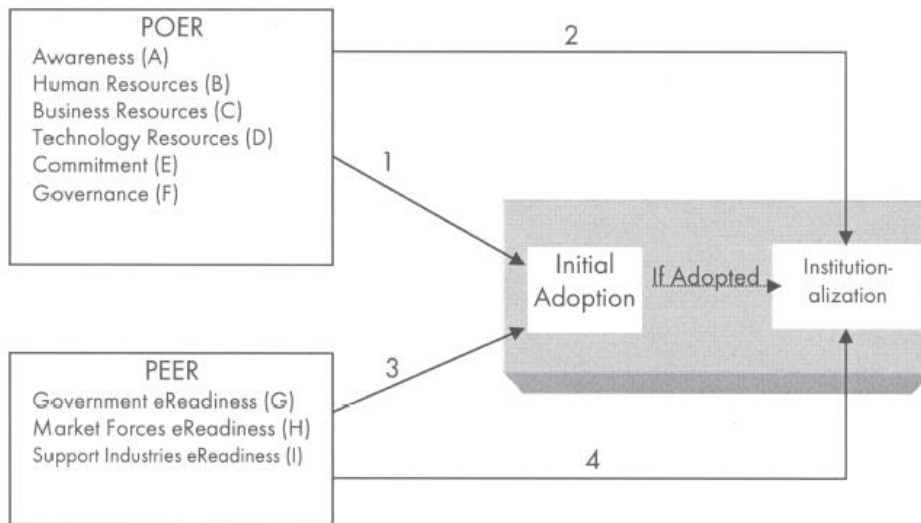 POER
Awareness (A)
Human Resources (B)
Business Resources (C)
Technology Resources (D)
Commitment (E)
Governance (F)
2
1
Initial
Adoption
If Adopted
Institution-
alization
3
PEER
Government eReadiness (G)
Market Forces eReadiness (H)
Support Industries eReadiness (I)
4